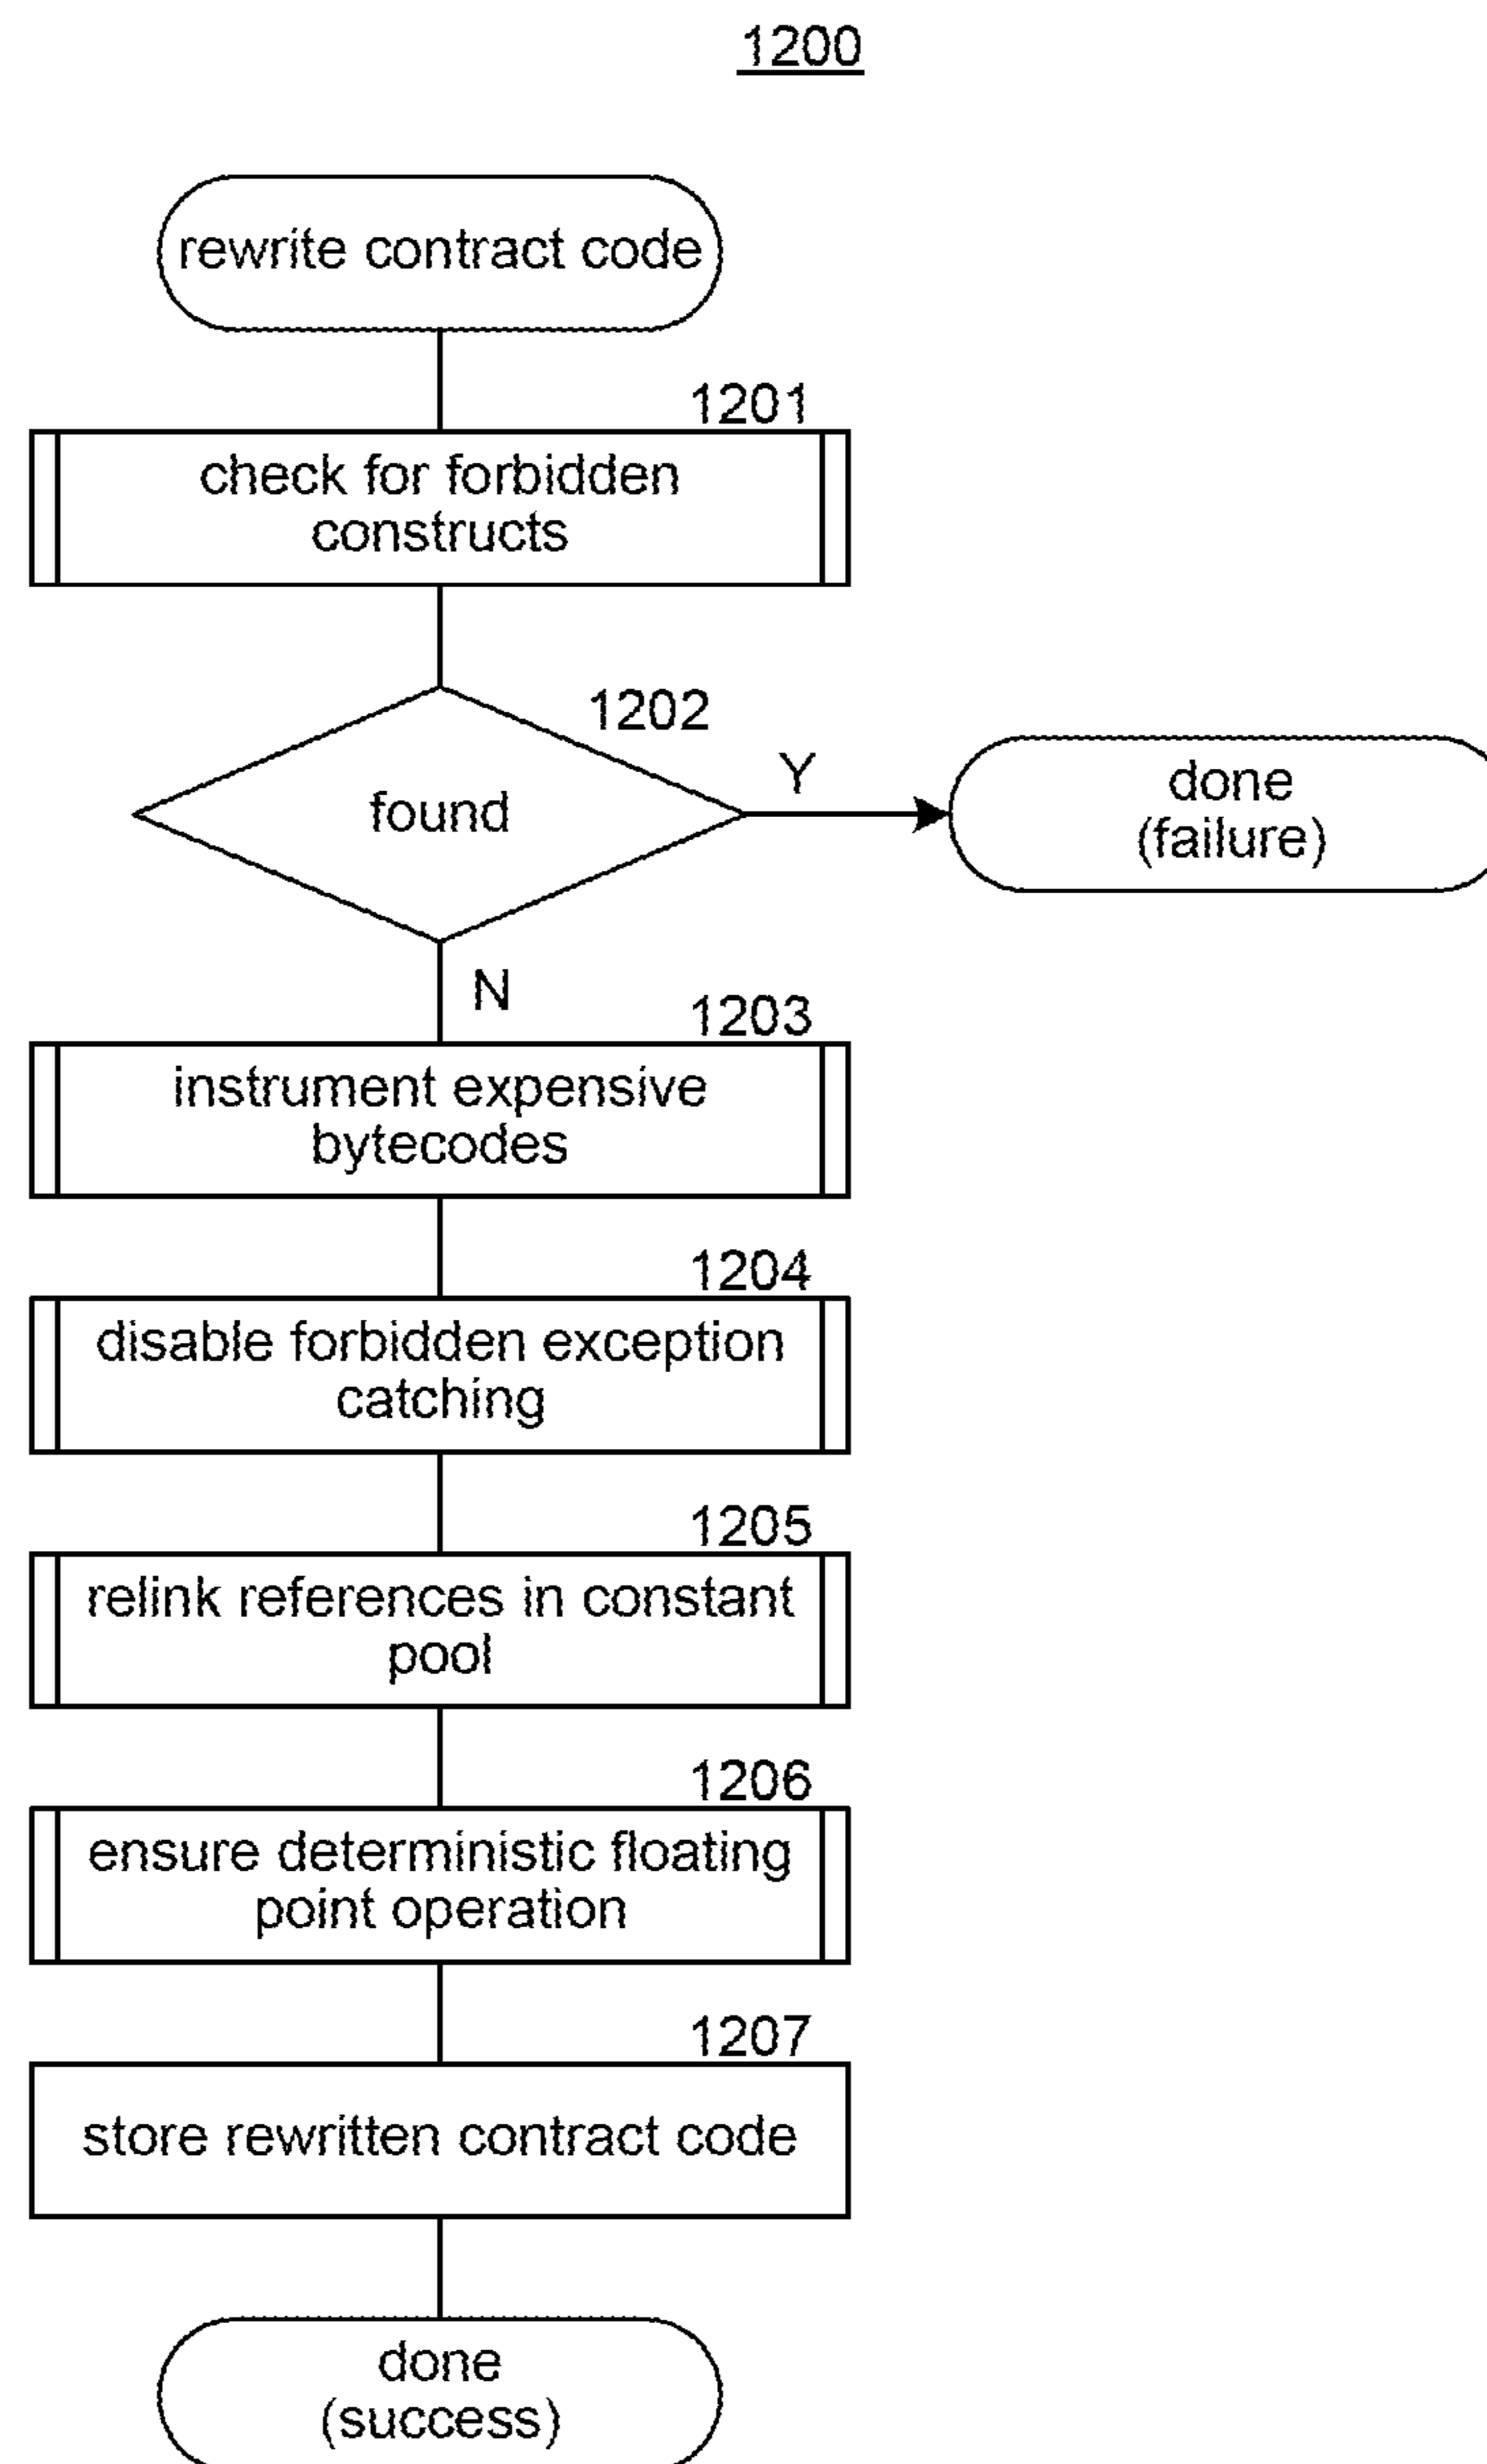 1200
rewrite contract code
1201
check for forbidden
constructs
1202
found
Y
done
(failure)
N
1203
instrument expensive
bytecodes
1204
disable forbidden exception
catching
1205
relink references in constant
pool
1206
ensure deterministic floating
point operation
1207
store rewritten contract code
done
(success)